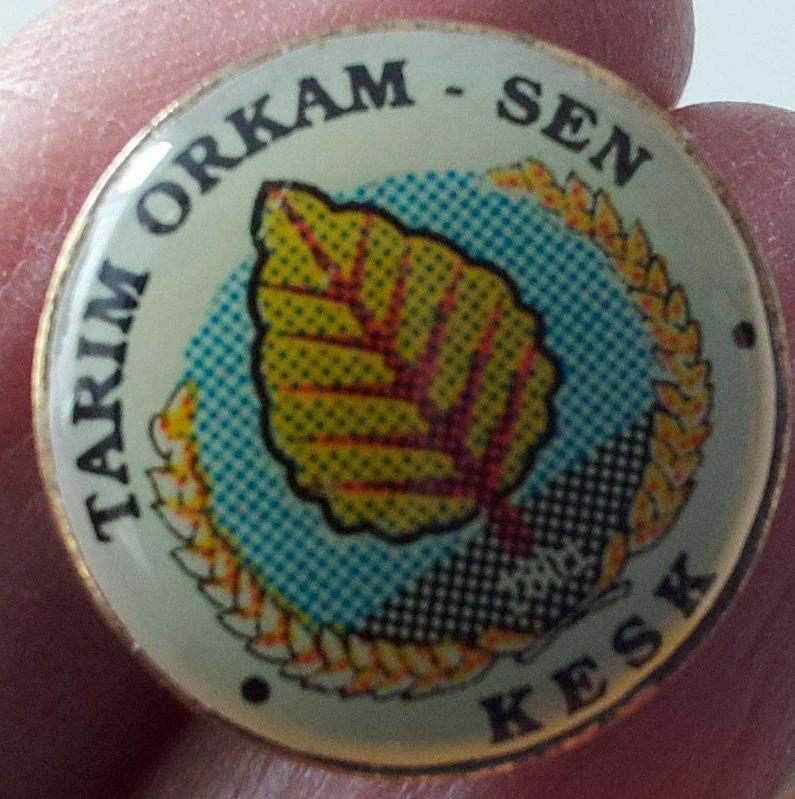 TARIM ORKAM - SEN
KESK